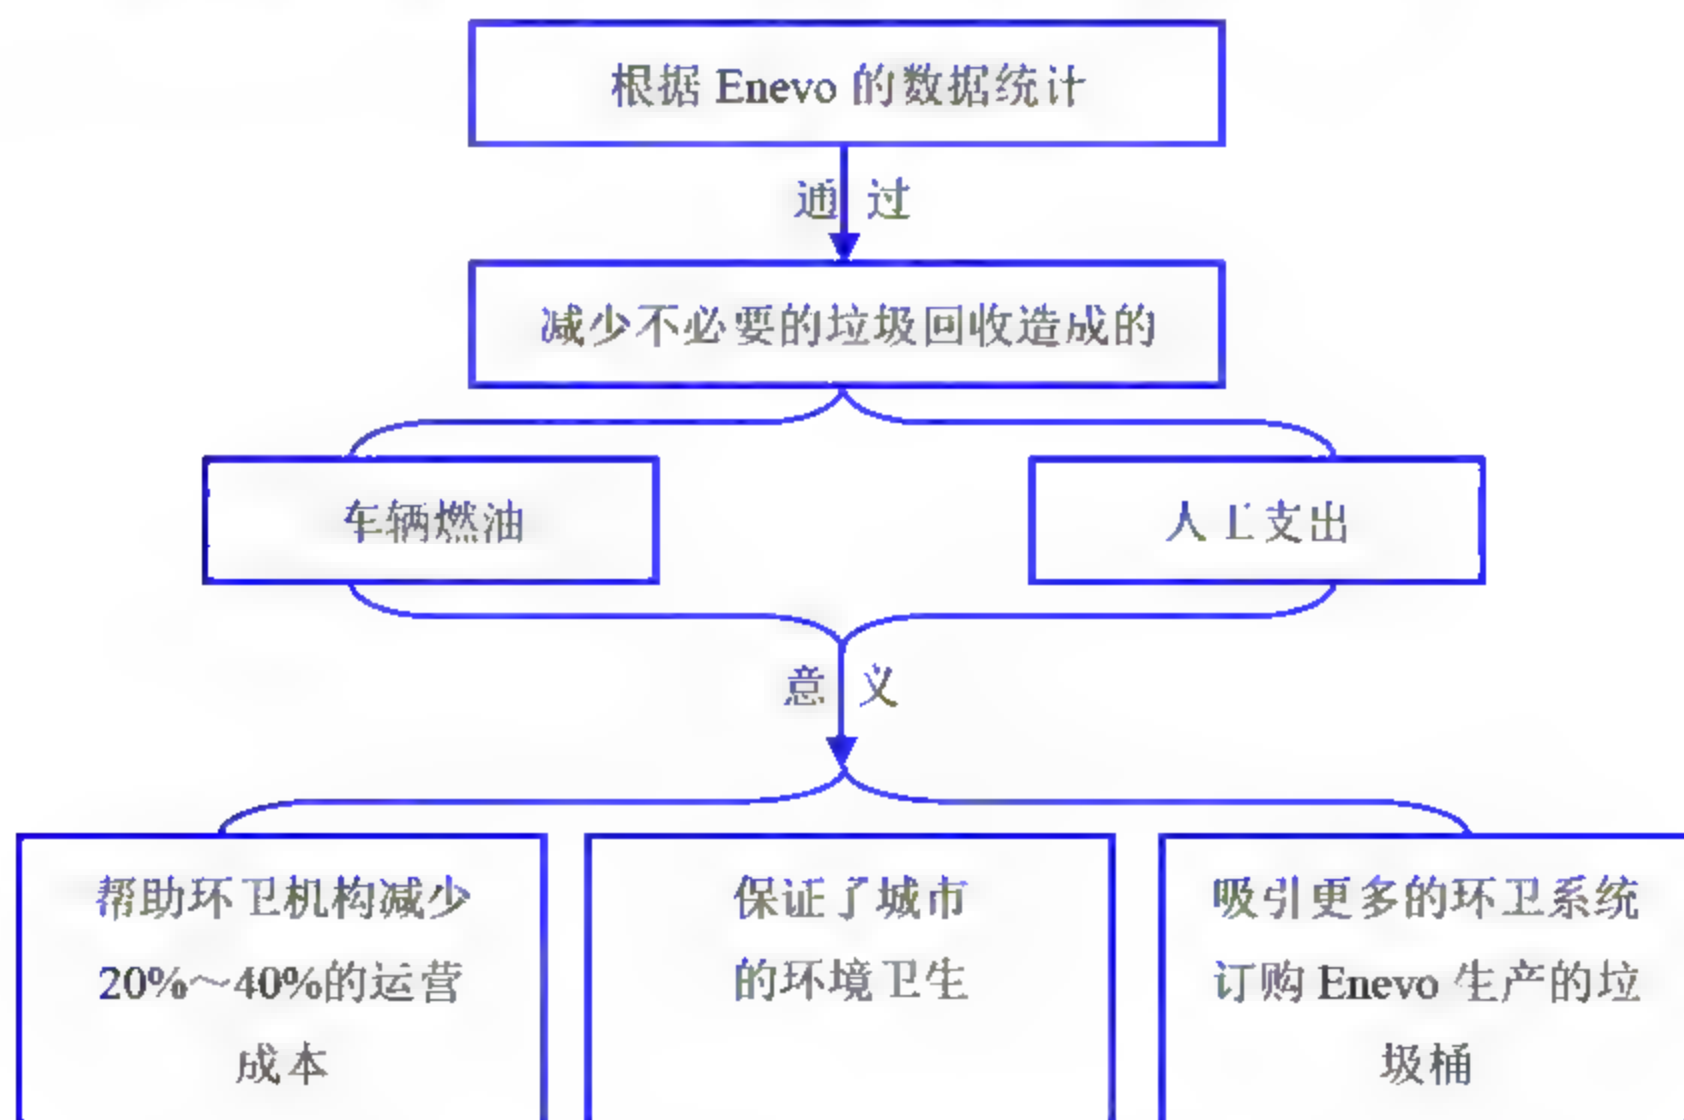 根据 Enevo 的数据统计
通过
减少不必要的垃圾回收造成的
车辆燃油
人工支出
意义
帮助环卫机构减少
20%～40%的运营
成本
保证了城市
的环境卫生
吸引更多的环卫系统
订购 Enevo 生产的垃
圾桶